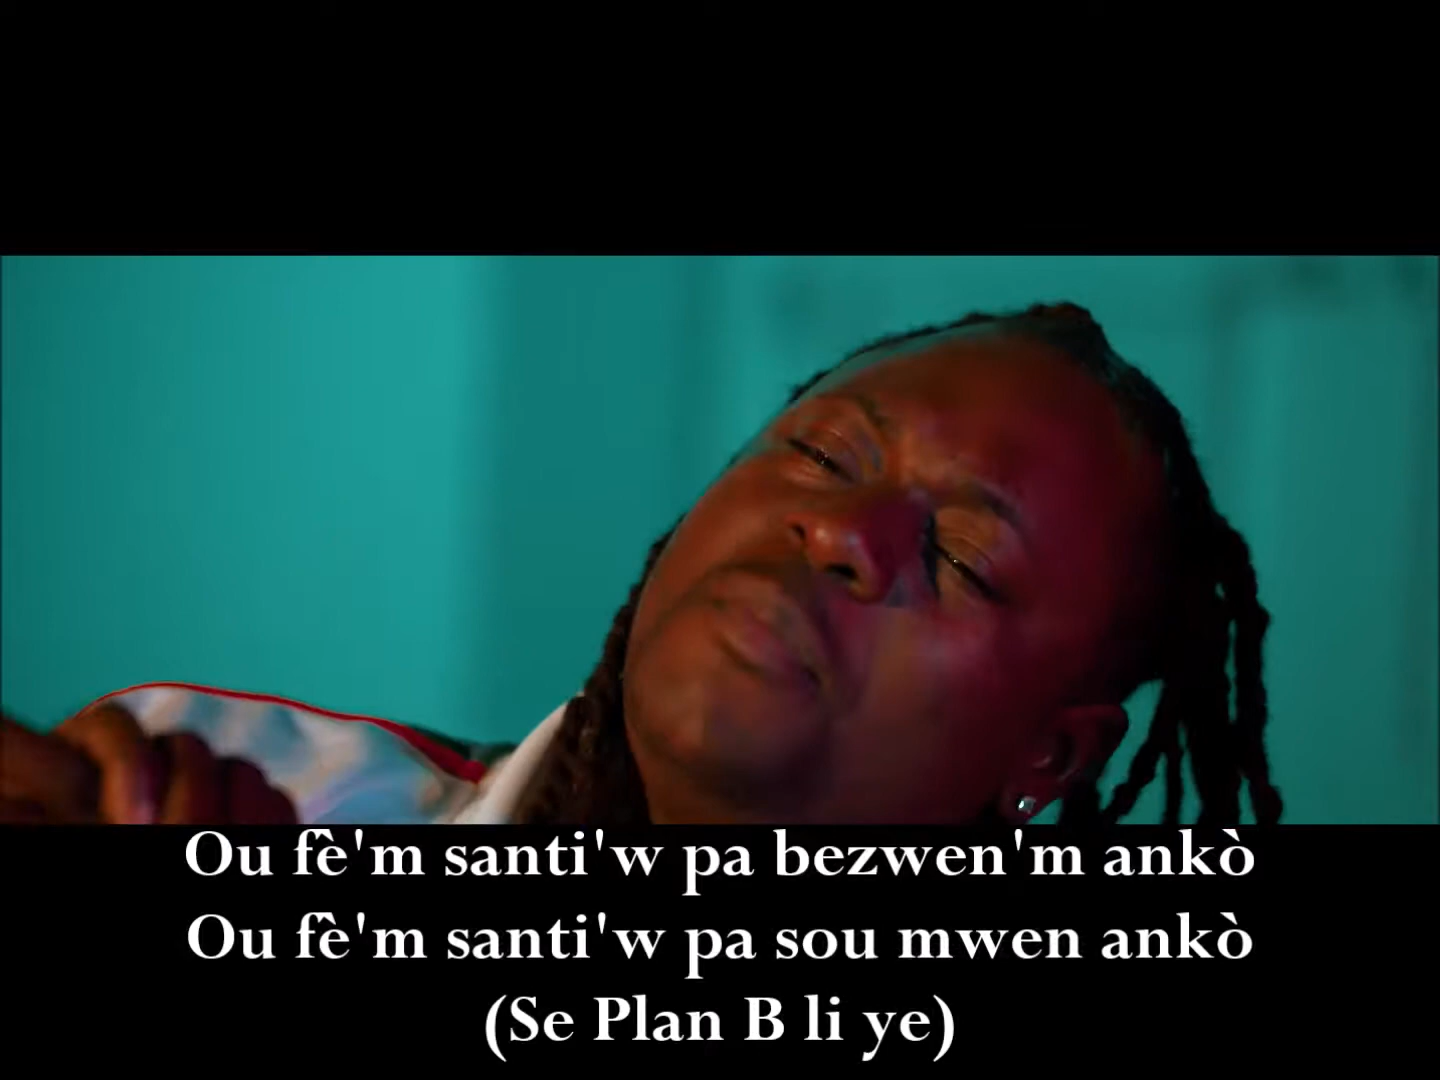 Ou fè'm santi'w pa bezwen'm ankò
Ou fè'm santi'w pa sou mwen ankò
(Se Plan B li ye)